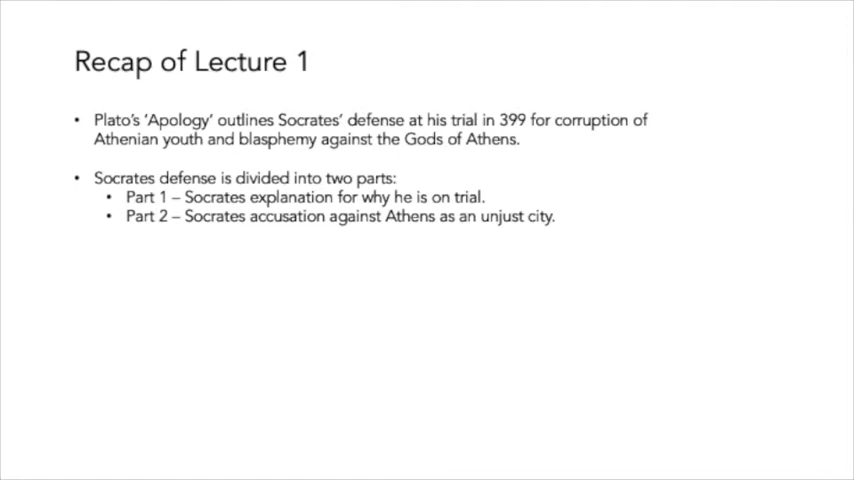 Recap of Lecture 1
• Plato's 'Apology' outlines Socrates' defense at his trial in 399 for corruption of
Athenian youth and blasphemy against the Gods of Athens.
• Socrates defense is divided into two parts:
• Part 1 – Socrates explanation for why he is on trial.
• Part 2 – Socrates accusation against Athens as an unjust city.